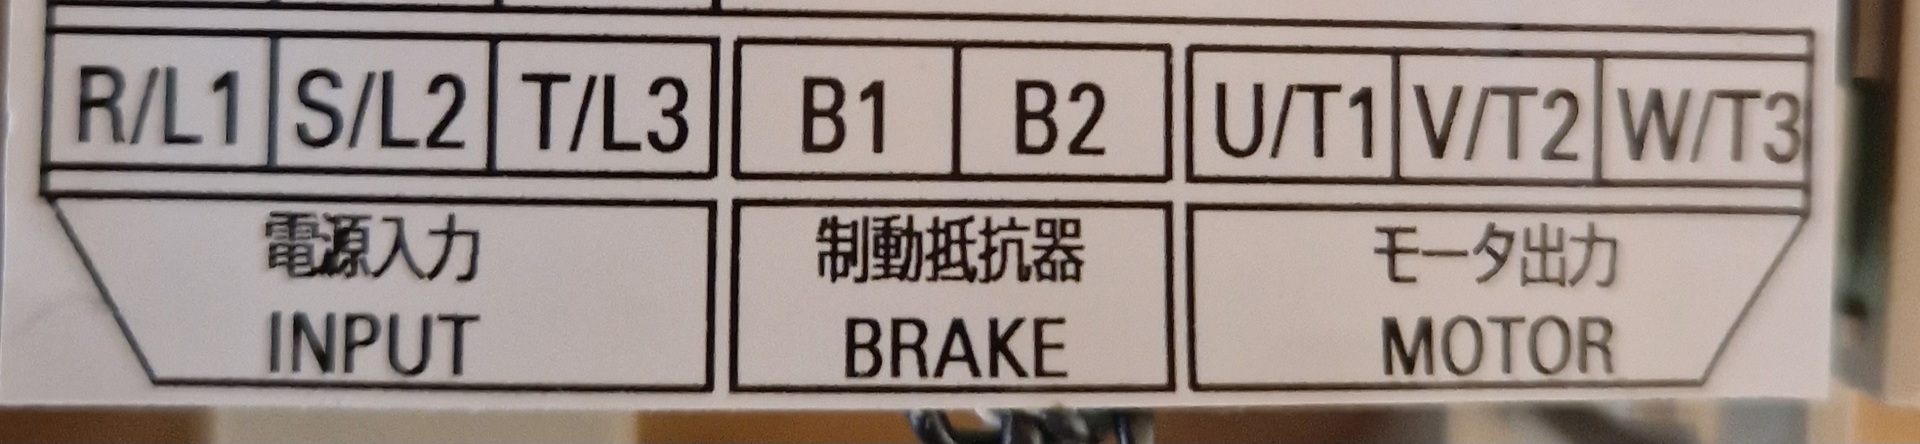 R/L1 S/L2 T/L3 B1 B2 U/T1 V/T2 W/T3
電源入力 制動抵抗器 モータ出力
INPUT BRAKE MOTOR